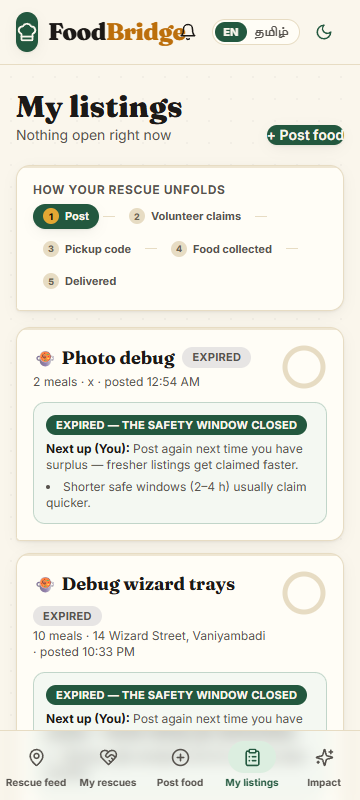 FoodBridge
EN
தமிழ்
My listings
Nothing open right now
+ Post food
HOW YOUR RESCUE UNFOLDS
1 Post
2 Volunteer claims
3 Pickup code
4 Food collected
5 Delivered
Photo debug
EXPIRED
2 meals · x · posted 12:54 AM
EXPIRED — THE SAFETY WINDOW CLOSED
Next up (You): Post again next time you have
surplus — fresher listings get claimed faster.
• Shorter safe windows (2–4 h) usually claim
quicker.
Debug wizard trays
EXPIRED
10 meals · 14 Wizard Street, Vaniyambadi
· posted 10:33 PM
EXPIRED — THE SAFETY WINDOW CLOSED
Next up (You): Post again next time you have
Rescue feed
My rescues
Post food
My listings
Impact